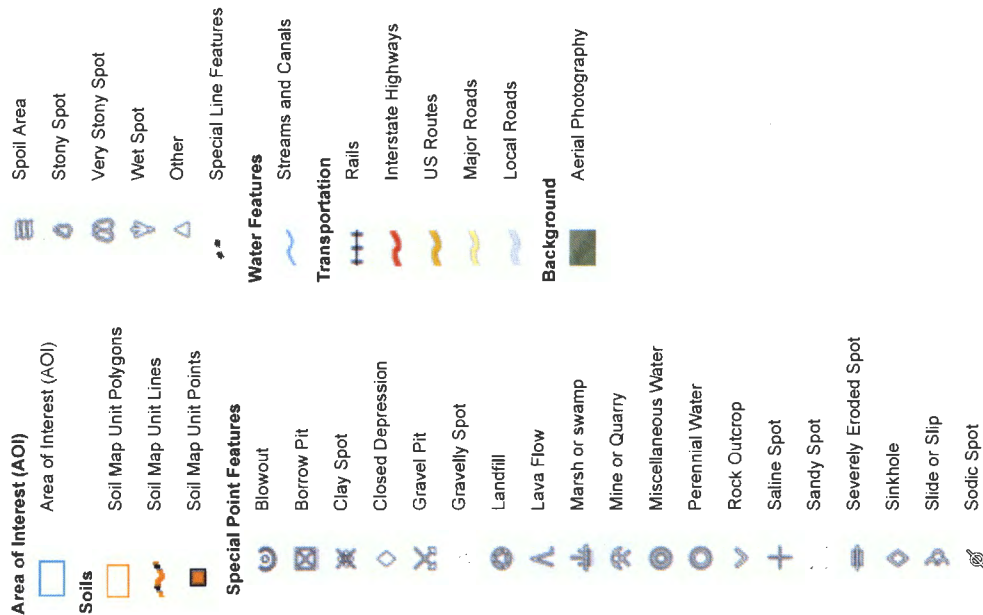 Area of Interest (AOI)
Area of Interest (AOI)
Soils
Soil Map Unit Polygons
Soil Map Unit Lines
Soil Map Unit Points
Special Point Features
Blowout
Borrow Pit
Clay Spot
Closed Depression
Gravel Pit
Gravelly Spot
Landfill
Lava Flow
Marsh or swamp
Mine or Quarry
Miscellaneous Water
Perennial Water
Rock Outcrop
Saline Spot
Sandy Spot
Severely Eroded Spot
Sinkhole
Slide or Slip
Sodic Spot
Spoil Area
Stony Spot
Very Stony Spot
Wet Spot
Other
Special Line Features
Water Features
Streams and Canals
Transportation
Rails
Interstate Highways
US Routes
Major Roads
Local Roads
Background
Aerial Photography